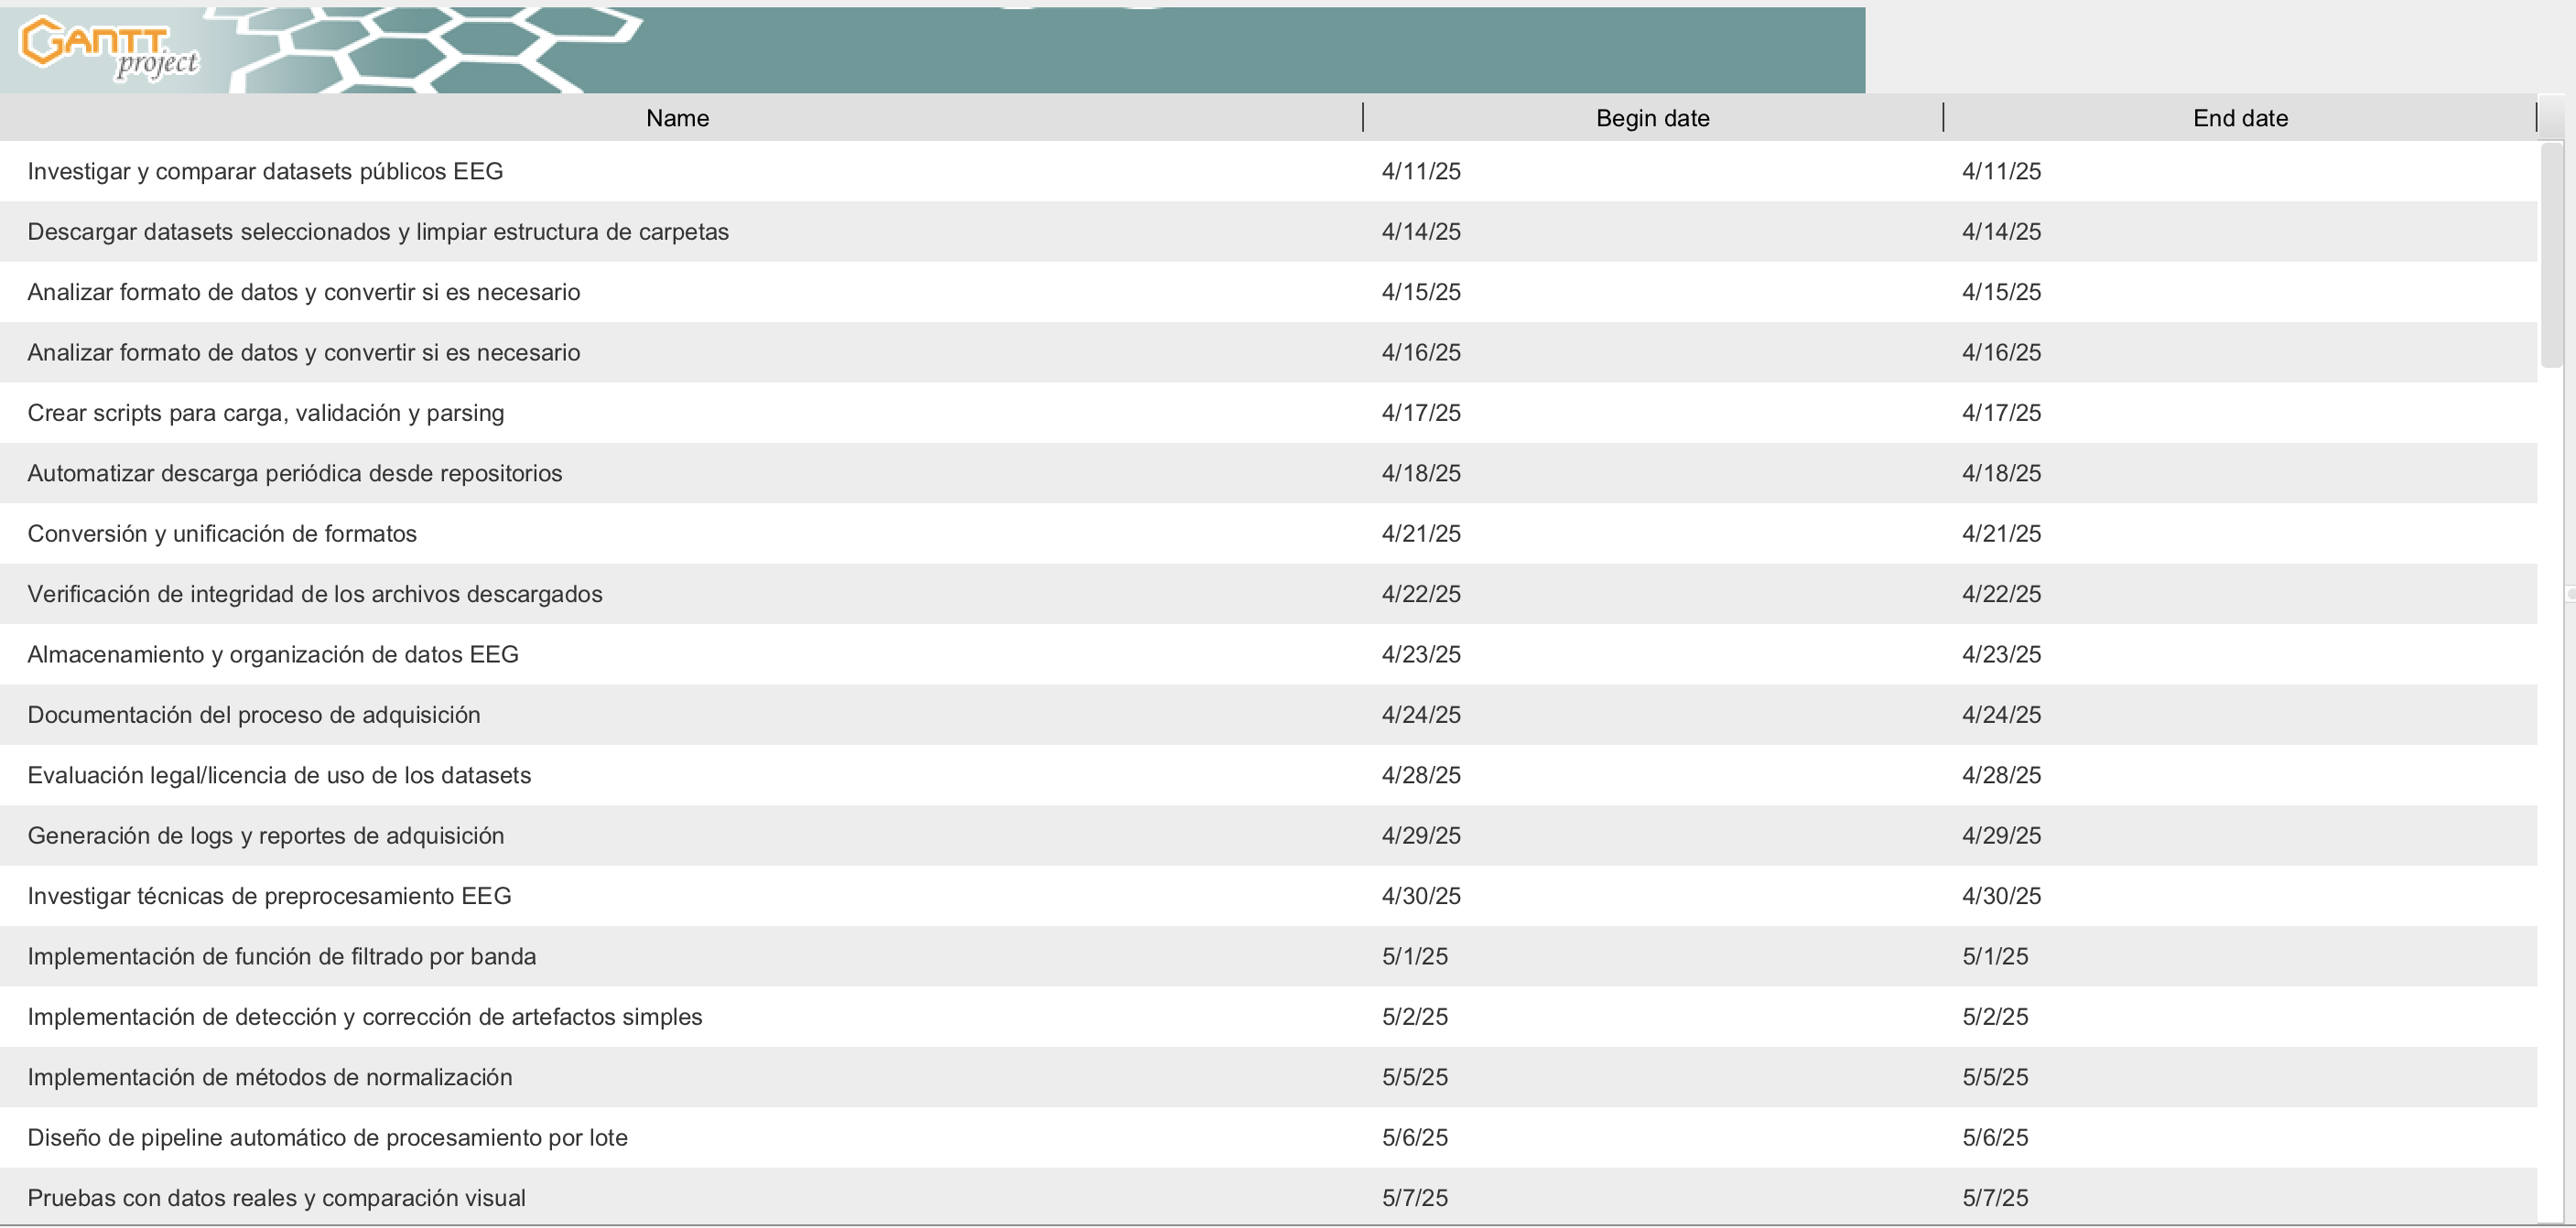 GANTT
project
Name Begin date End date
Investigar y comparar datasets públicos EEG 4/11/25 4/11/25
Descargar datasets seleccionados y limpiar estructura de carpetas 4/14/25 4/14/25
Analizar formato de datos y convertir si es necesario 4/15/25 4/15/25
Analizar formato de datos y convertir si es necesario 4/16/25 4/16/25
Crear scripts para carga, validación y parsing 4/17/25 4/17/25
Automatizar descarga periódica desde repositorios 4/18/25 4/18/25
Conversión y unificación de formatos 4/21/25 4/21/25
Verificación de integridad de los archivos descargados 4/22/25 4/22/25
Almacenamiento y organización de datos EEG 4/23/25 4/23/25
Documentación del proceso de adquisición 4/24/25 4/24/25
Evaluación legal/licencia de uso de los datasets 4/28/25 4/28/25
Generación de logs y reportes de adquisición 4/29/25 4/29/25
Investigar técnicas de preprocesamiento EEG 4/30/25 4/30/25
Implementación de función de filtrado por banda 5/1/25 5/1/25
Implementación de detección y corrección de artefactos simples 5/2/25 5/2/25
Implementación de métodos de normalización 5/5/25 5/5/25
Diseño de pipeline automático de procesamiento por lote 5/6/25 5/6/25
Pruebas con datos reales y comparación visual 5/7/25 5/7/25